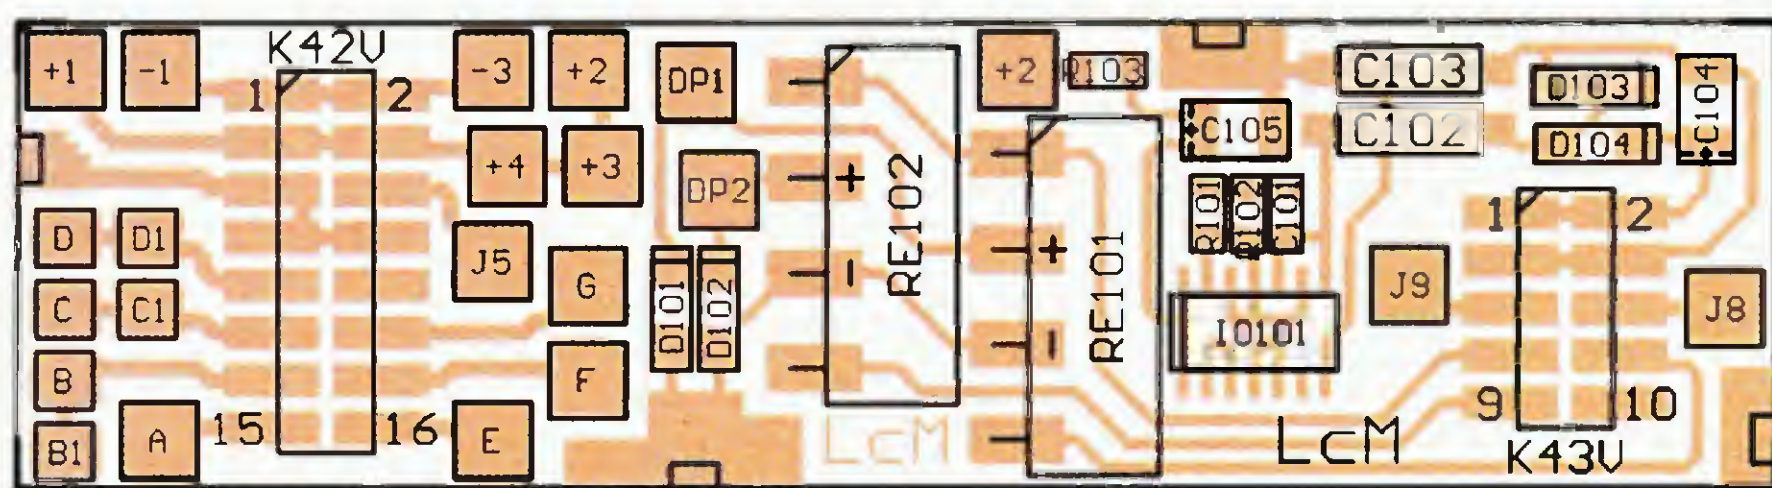 K42V
+1
-1
1
2
-3
+2
DP1
+2
R103
C103
D103
C104
C105
C102
D104
+4
+3
DP2
+
RE102
R101
R102
C101
1
2
D
D1
J5
G
+
RE101
J9
J8
C
C1
D101
D102
-
-
IO101
B
F
9
10
A
15
16
E
LcM
LcM
K43V
B1